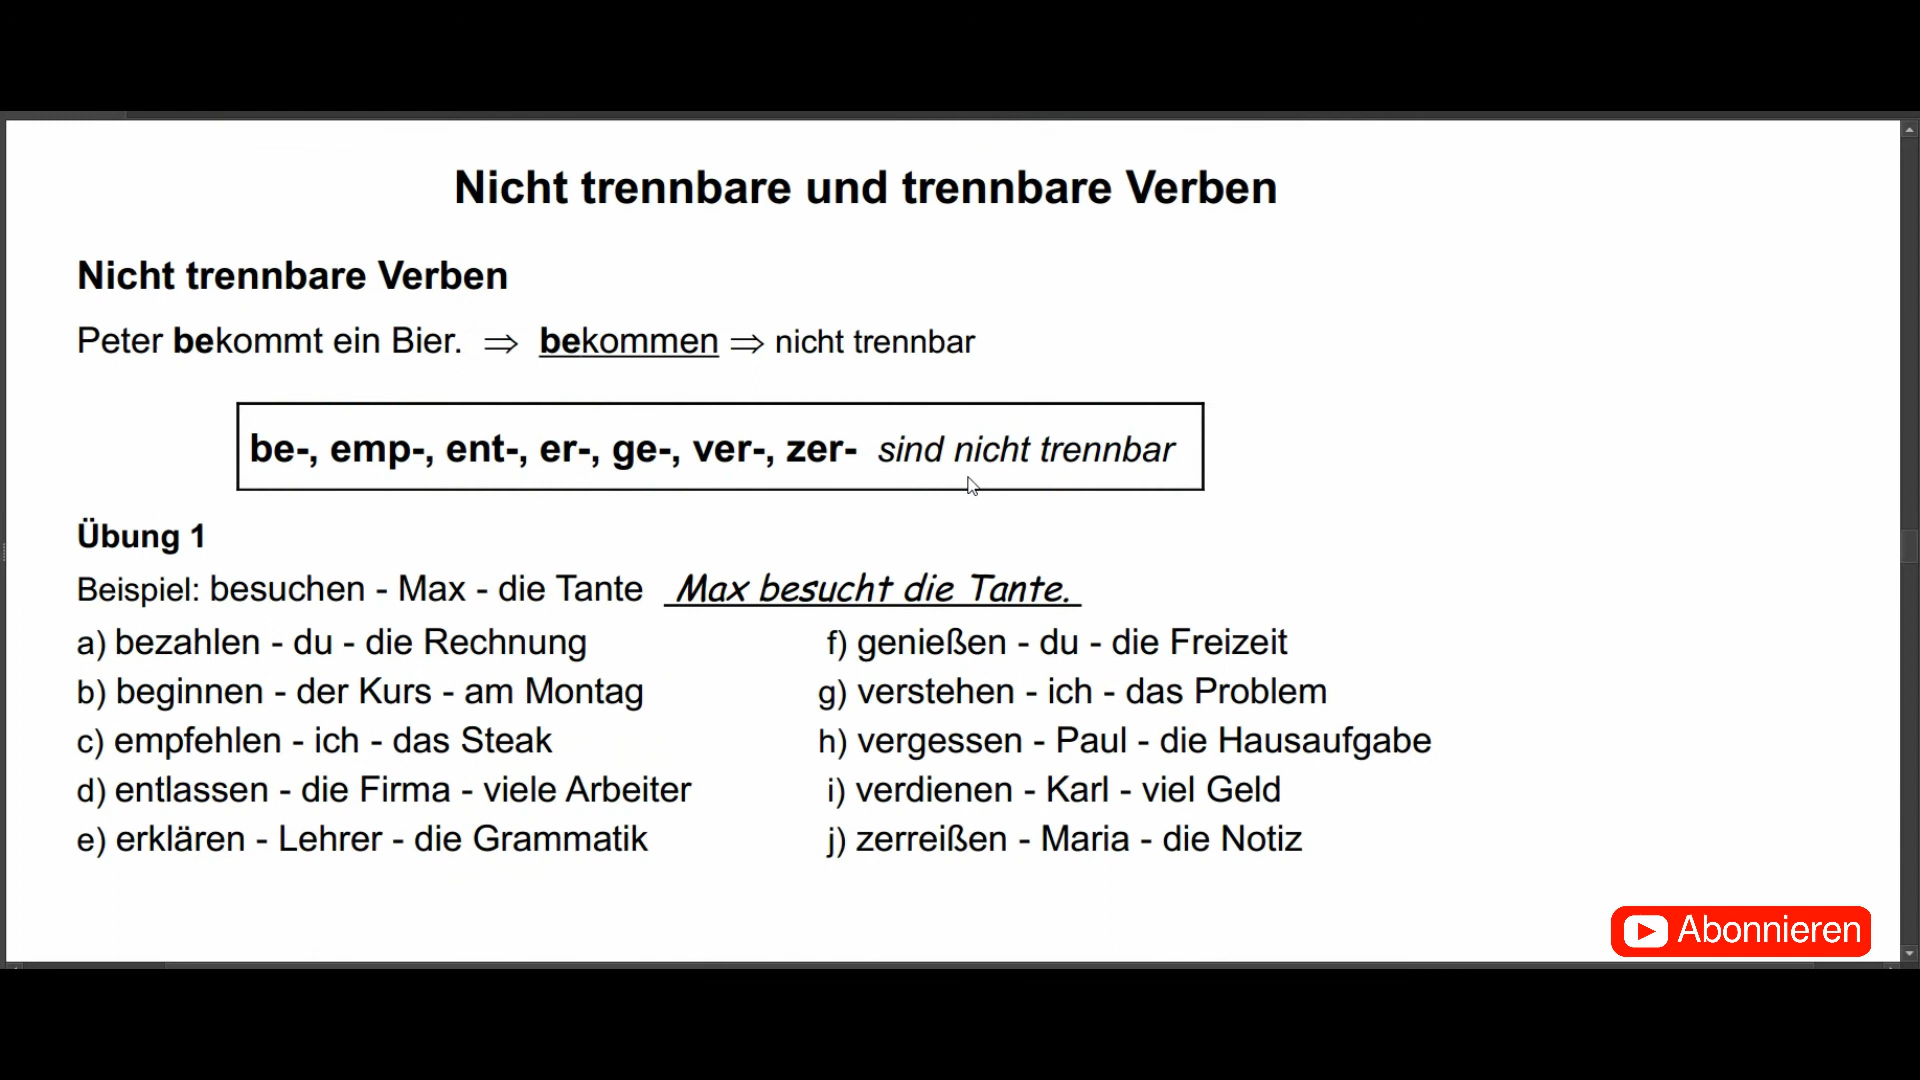 Nicht trennbare und trennbare Verben
Nicht trennbare Verben
Peter bekommt ein Bier. ⇒ bekommen ⇒ nicht trennbar
be-, emp-, ent-, er-, ge-, ver-, zer- sind nicht trennbar
Übung 1
Beispiel: besuchen - Max - die Tante Max besucht die Tante.
a) bezahlen - du - die Rechnung
b) beginnen - der Kurs - am Montag
c) empfehlen - ich - das Steak
d) entlassen - die Firma - viele Arbeiter
e) erklären - Lehrer - die Grammatik
f) genießen - du - die Freizeit
g) verstehen - ich - das Problem
h) vergessen - Paul - die Hausaufgabe
i) verdienen - Karl - viel Geld
j) zerreißen - Maria - die Notiz
Abonnieren